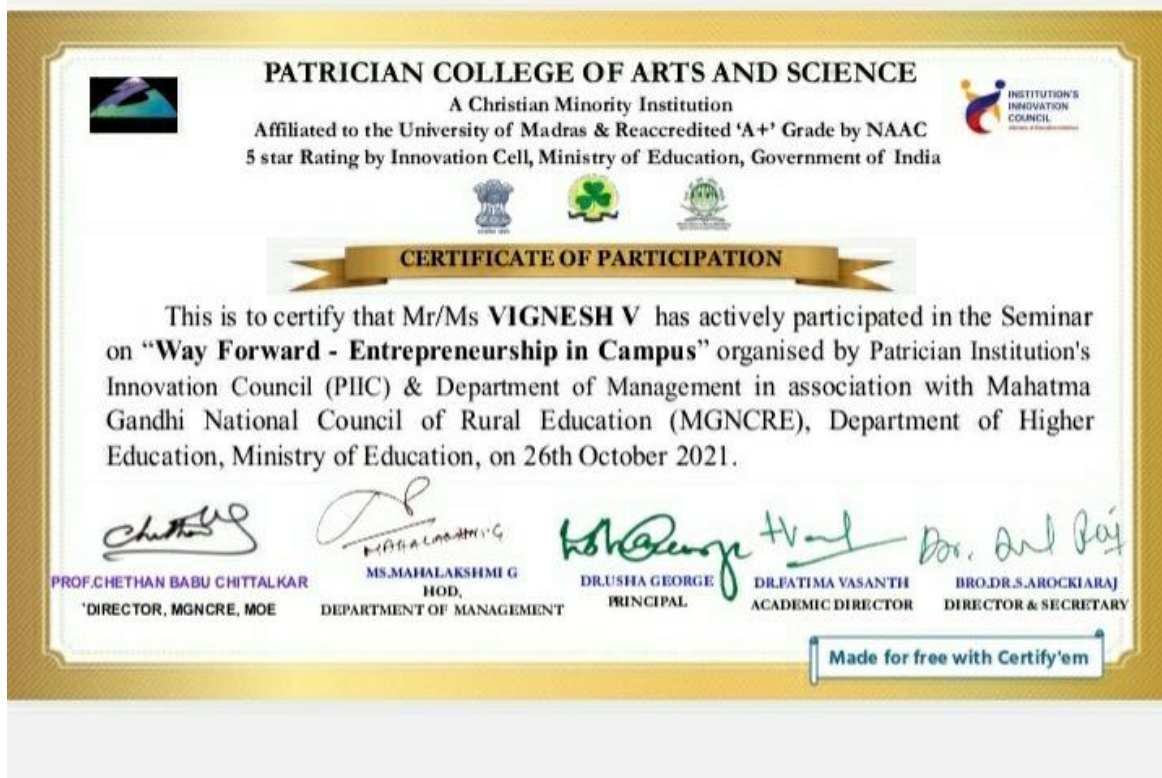 PATRICIAN COLLEGE OF ARTS AND SCIENCE
A Christian Minority Institution
Affiliated to the University of Madras & Reaccredited ‘A+’ Grade by NAAC
5 star Rating by Innovation Cell, Ministry of Education, Government of India
INSTITUTION'S
INNOVATION
COUNCIL
CERTIFICATE OF PARTICIPATION
This is to certify that Mr/Ms VIGNESH V has actively participated in the Seminar
on “Way Forward - Entrepreneurship in Campus” organised by Patrician Institution's
Innovation Council (PIIC) & Department of Management in association with Mahatma
Gandhi National Council of Rural Education (MGNCRE), Department of Higher
Education, Ministry of Education, on 26th October 2021.
MAHALAKSHMI.G
PROF.CHETHAN BABU CHITTALKAR
'DIRECTOR, MGNCRE, MOE
MS.MAHALAKSHMI G
HOD,
DEPARTMENT OF MANAGEMENT
DR.USHA GEORGE
PRINCIPAL
DR.FATIMA VASANTH
ACADEMIC DIRECTOR
BRO.DR.S.AROCKIARAJ
DIRECTOR & SECRETARY
Made for free with Certify'em